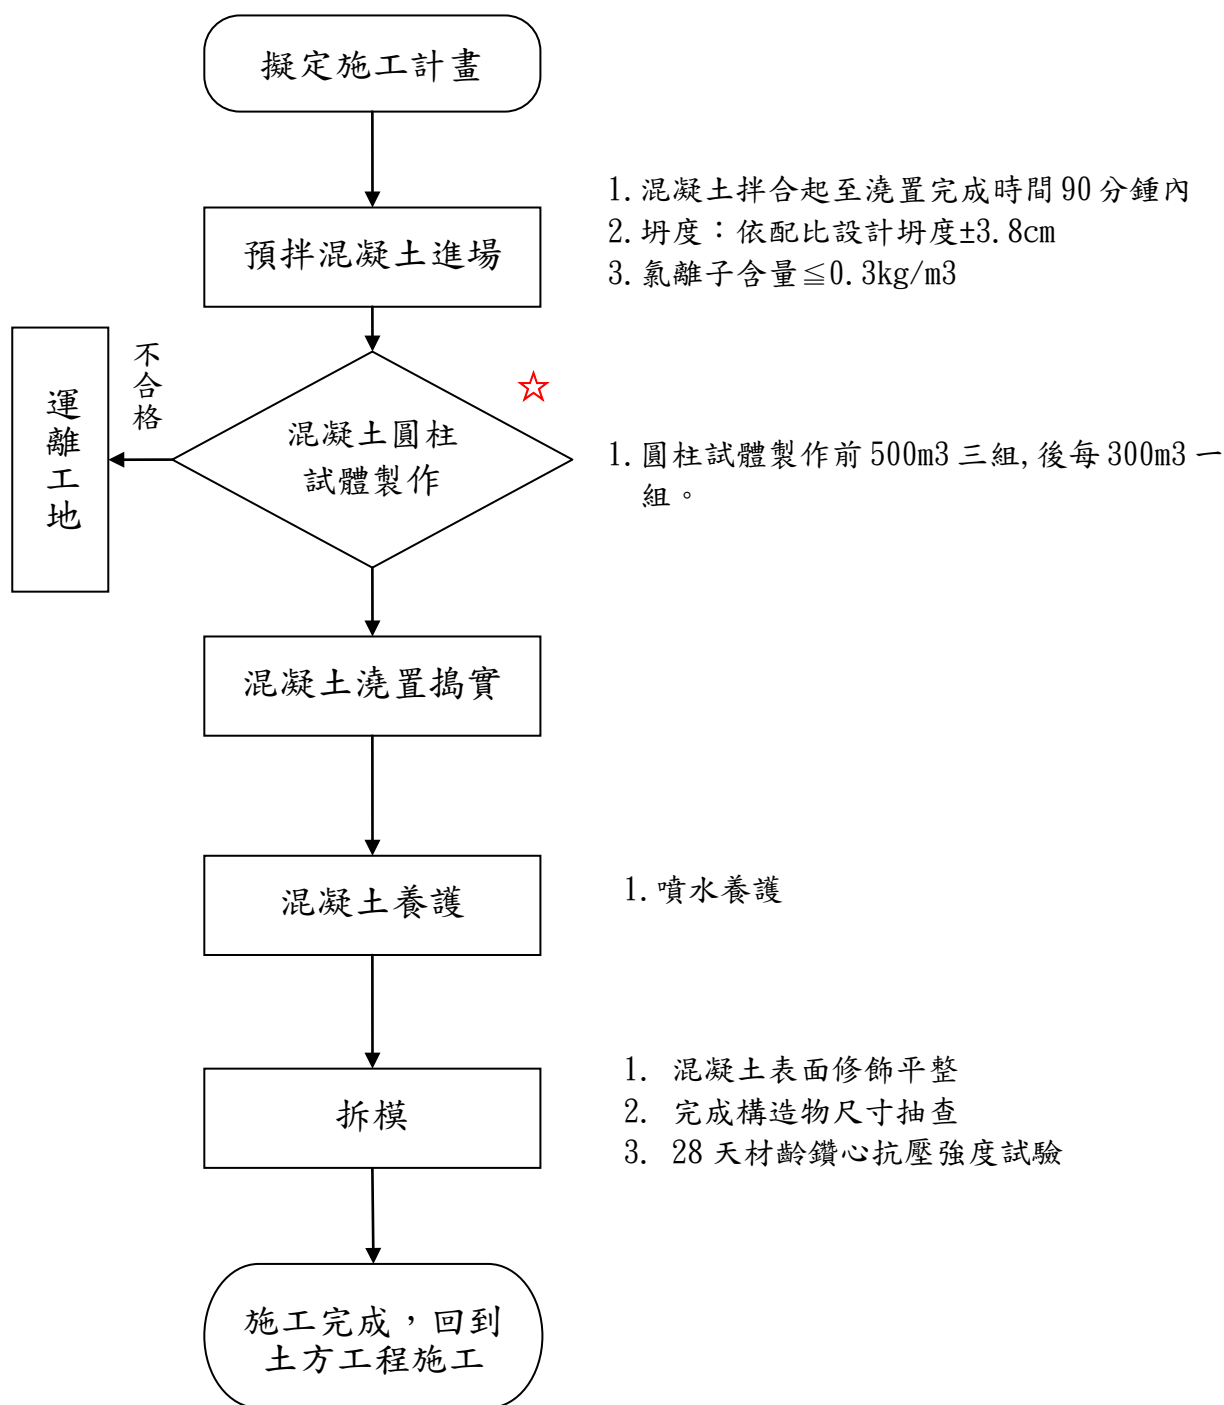 擬定施工計畫
1.混凝土拌合起至澆置完成時間90分鍾內
2.坍度：依配比設計坍度±3.8cm
3.氯離子含量≦0.3kg/m3
預拌混凝土進場
不合格
運離工地
混凝土圓柱
試體製作
☆
1.圓柱試體製作前500m3三組,後每300m3一
組。
混凝土澆置搗實
混凝土養護
1.噴水養護
拆模
1. 混凝土表面修飾平整
2. 完成構造物尺寸抽查
3. 28天材齡鑽心抗壓強度試驗
施工完成，回到
土方工程施工